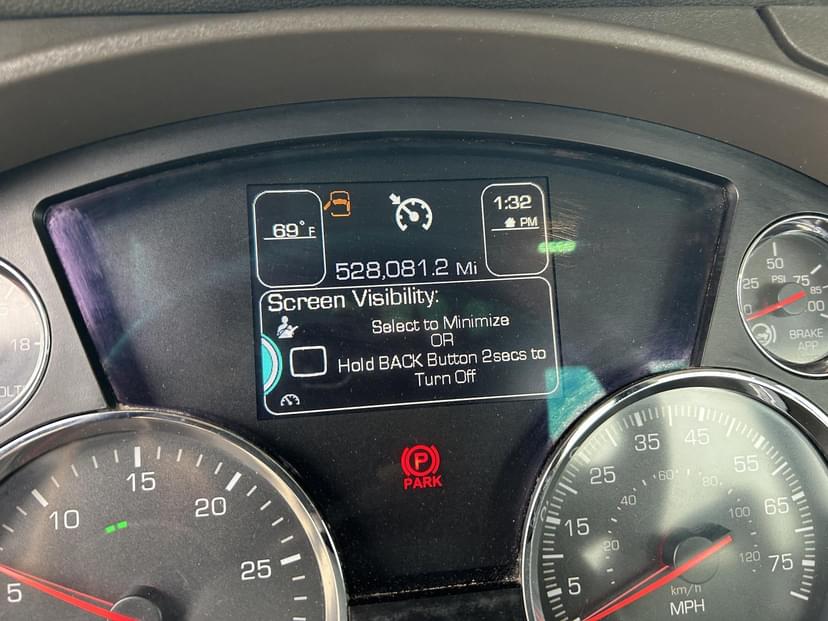 69° F
1:32
PM
528,081.2 Mi
Screen Visibility:
Select to Minimize
OR
Hold BACK Button 2secs to
Turn Off
P
PARK
18
5
10
15
20
25
5
15
25
35
45
55
65
75
20
40
60
80
100
120
km/h
MPH
0
25
50
75
85
PSI
BRAKE
APP